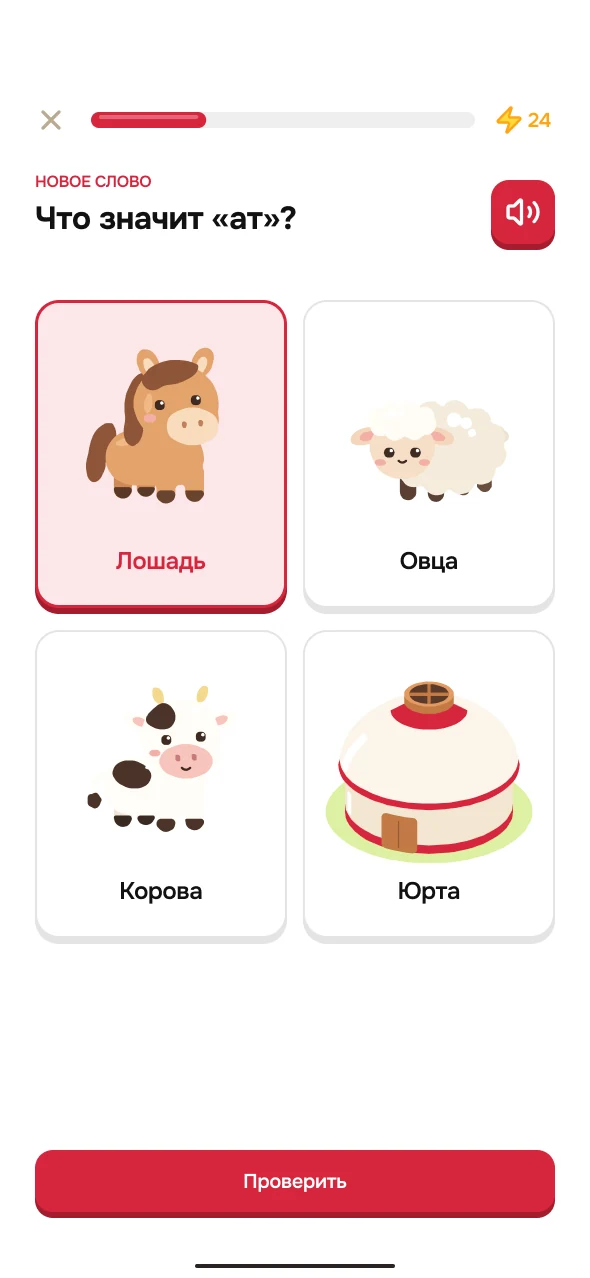 24
НОВОЕ СЛОВО
Что значит «ат»?
Лошадь
Овца
Корова
Юрта
Проверить